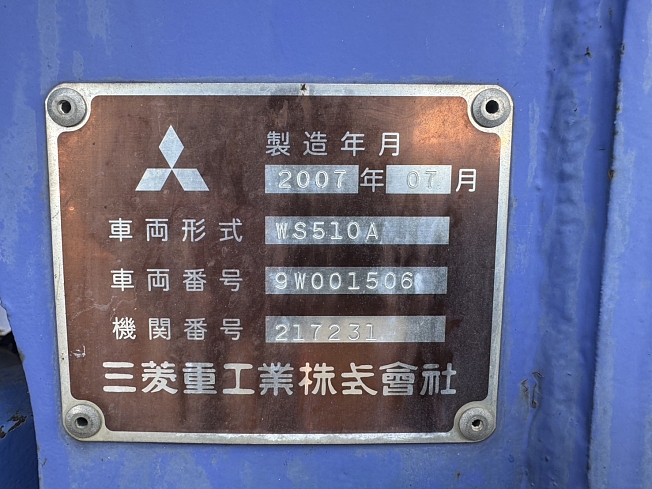 製造年月
2007年07月
車両形式 WS510A
車両番号 9W001506
機関番号 217231
三菱重工業株式會社